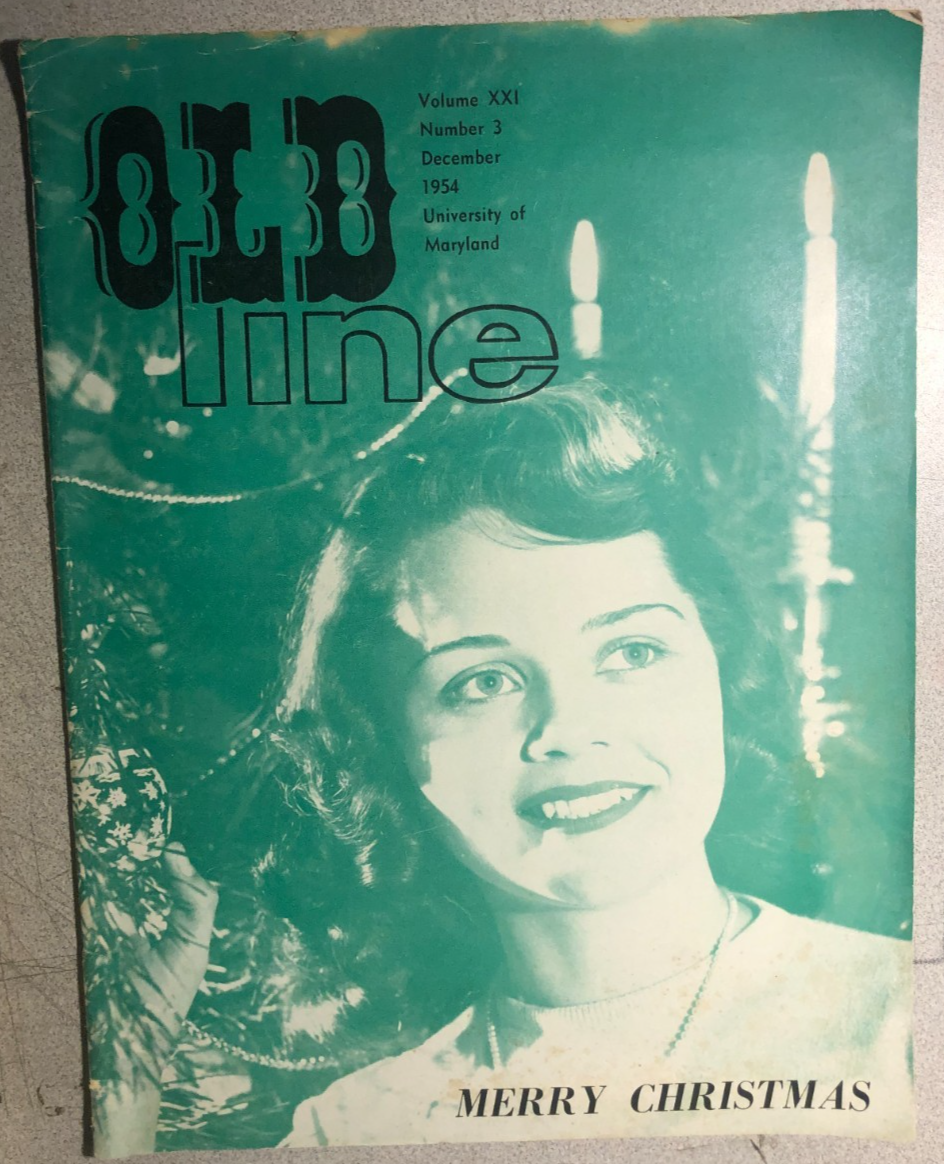 OLD
line
Volume XXI
Number 3
December
1954
University of
Maryland
MERRY CHRISTMAS